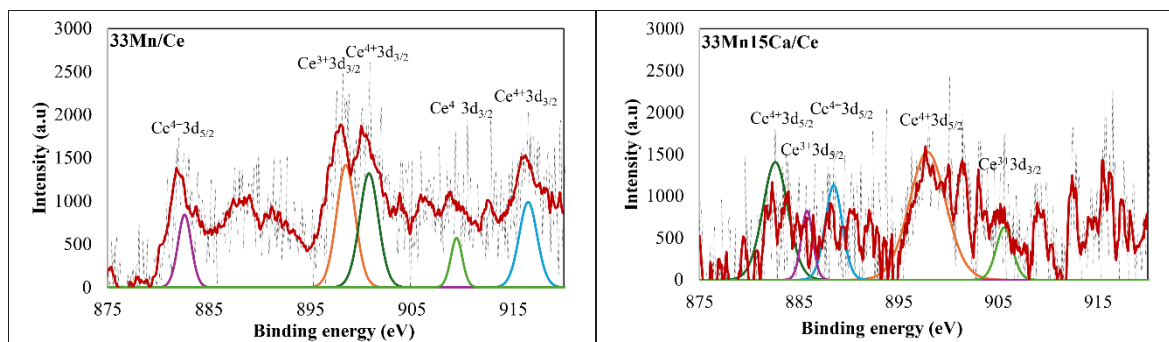 33Mn/Ce
Ce⁴⁺3d₅/₂
Ce³⁺3d₃/₂
Ce⁴⁺3d₃/₂
Ce⁴ 3d₃/₂
Ce⁴⁺3d₃/₂
Intensity (a.u)
3000
2500
2000
1500
1000
500
0
875 885 895 905 915
Binding energy (eV)
33Mn15Ca/Ce
Ce⁴⁺3d₅/₂
Ce³⁺3d₅/₂
Ce⁴⁺3d₅/₂
Ce⁴⁺3d₅/₂
Ce³⁺3d₃/₂
Intensity (a.u)
3000
2500
2000
1500
1000
500
0
875 885 895 905 915
Binding energy (eV)